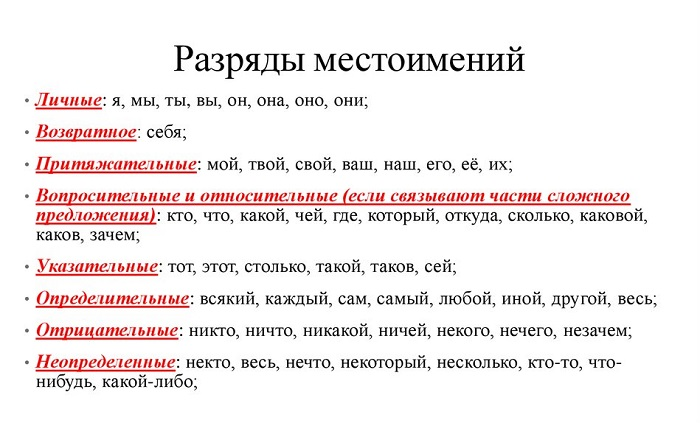 Разряды местоимений
• Личные: я, мы, ты, вы, он, она, оно, они;
• Возвратное: себя;
• Притяжательные: мой, твой, свой, ваш, наш, его, её, их;
• Вопросительные и относительные (если связывают части сложного
предложения): кто, что, какой, чей, где, который, откуда, сколько, каковой,
каков, зачем;
• Указательные: тот, этот, столько, такой, таков, сей;
• Определительные: всякий, каждый, сам, самый, любой, иной, другой, весь;
• Отрицательные: никто, ничто, никакой, ничей, некого, нечего, незачем;
• Неопределенные: некто, весь, нечто, некоторый, несколько, кто-то, что-
нибудь, какой-либо;